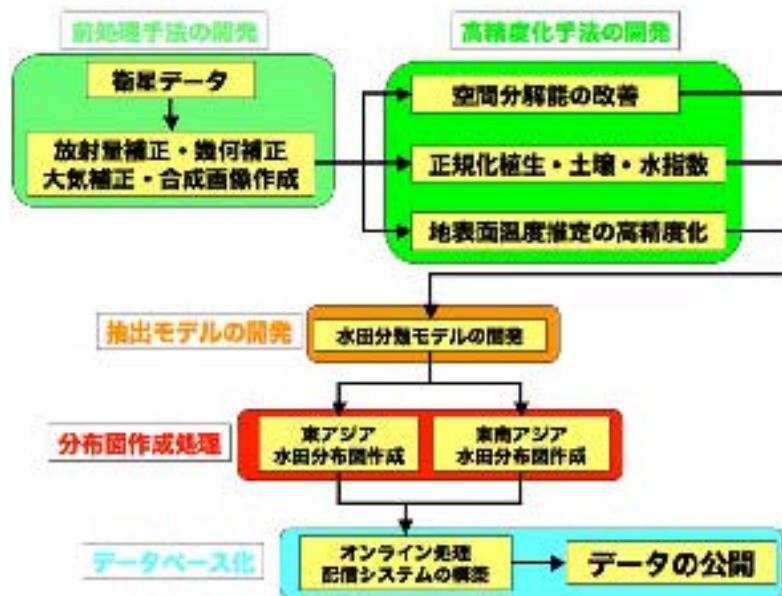 前処理手法の開発
衛星データ
放射量補正・幾何補正
大気補正・合成画像作成
高精度化手法の開発
空間分解能の改善
正規化植生・土壌・水指数
地表面温度推定の高精度化
抽出モデルの開発
水田分類モデルの開発
分布図作成処理
東アジア
水田分布図作成
東南アジア
水田分布図作成
データベース化
オンライン処理
配信システムの構築
データの公開